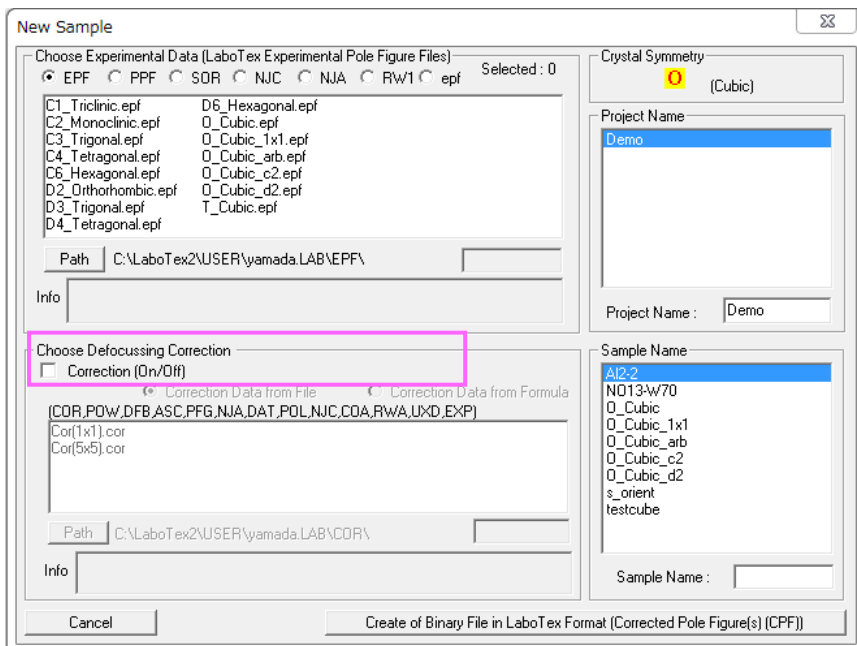 New Sample
Choose Experimental Data (LaboTex Experimental Pole Figure Files)
EPF PPF SOR NJC NJA RW1 epf Selected : 0
C1_Triclinic.epf D6_Hexagonal.epf
C2_Monoclinic.epf O_Cubic.epf
C3_Trigonal.epf O_Cubic_1x1.epf
C4_Tetragonal.epf O_Cubic_arb.epf
C6_Hexagonal.epf O_Cubic_c2.epf
D2_Orthorhombic.epf O_Cubic_d2.epf
D3_Trigonal.epf T_Cubic.epf
D4_Tetragonal.epf
Path C:\LaboTex2\USER\yamada.LAB\EPF\
Info
Crystal Symmetry
O (Cubic)
Project Name
Demo
Project Name : Demo
Choose Defocussing Correction
Correction (On/Off)
Correction Data from File Correction Data from Formula
(COR,POW,DFB,ASC,PFG,NJA,DAT,POL,NJC,COA,RWA,UXD,EXP)
Cor(1x1).cor
Cor(5x5).cor
Path C:\LaboTex2\USER\yamada.LAB\COR\
Info
Sample Name
Al2-2
NO13-W70
O_Cubic
O_Cubic_1x1
O_Cubic_arb
O_Cubic_c2
O_Cubic_d2
s_orient
testcube
Sample Name :
Cancel Create of Binary File in LaboTex Format (Corrected Pole Figure(s) (CPF))